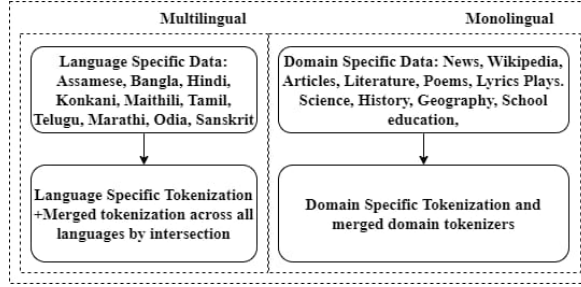 Multilingual
Monolingual
Language Specific Data:
Assamese, Bangla, Hindi,
Konkani, Maithili, Tamil,
Telugu, Marathi, Odia, Sanskrit
Domain Specific Data: News, Wikipedia,
Articles, Literature, Poems, Lyrics Plays.
Science, History, Geography, School
education,
Language Specific Tokenization
+Merged tokenization across all
languages by intersection
Domain Specific Tokenization and
merged domain tokenizers